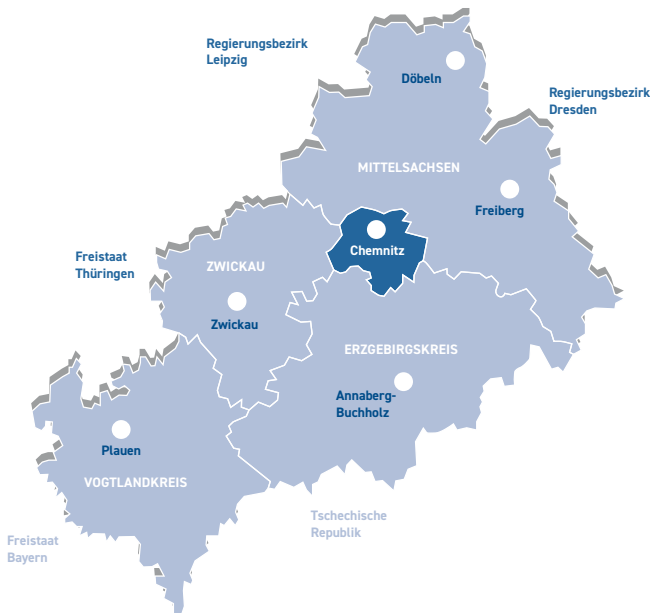 Regierungsbezirk
Leipzig
Döbeln
Regierungsbezirk
Dresden
MITTELSACHSEN
Freiberg
Chemnitz
Freistaat
Thüringen
ZWICKAU
Zwickau
ERZGEBIRGSKREIS
Annaberg-
Buchholz
Plauen
VOGTLANDKREIS
Tschechische
Republik
Freistaat
Bayern